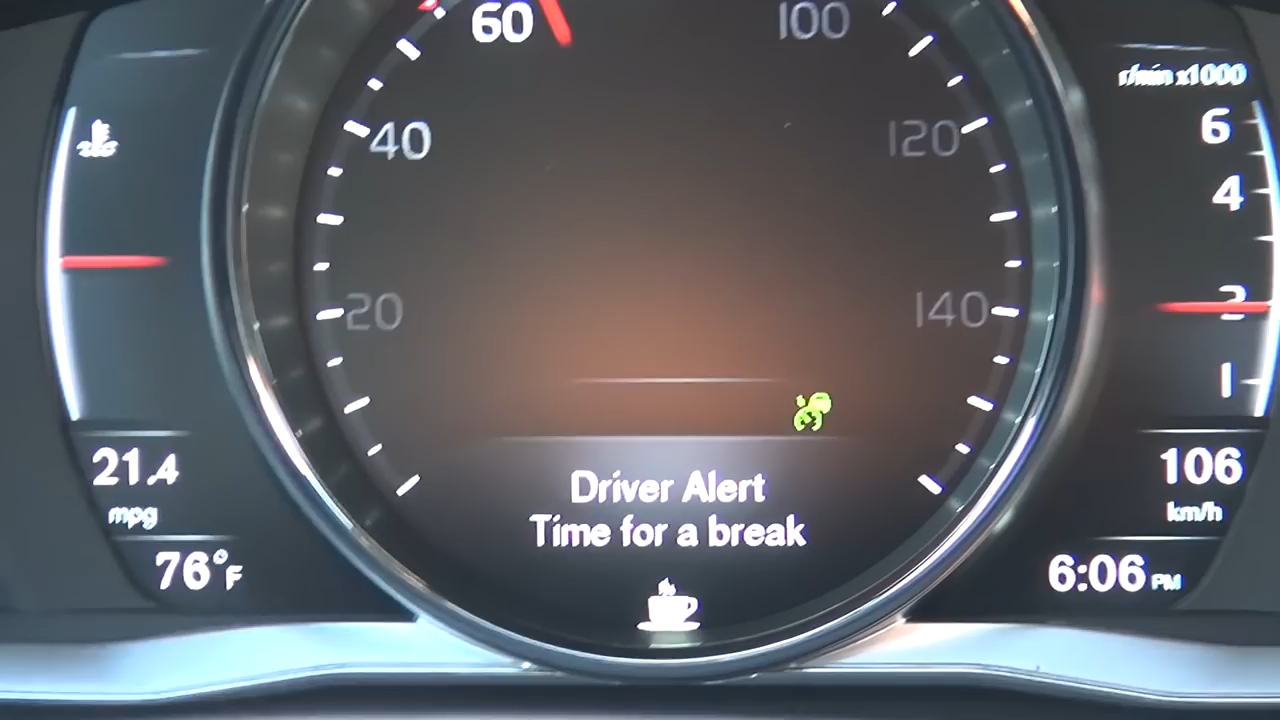 60
100
r/min x1000
40
120
6
4
20
140
2
1
21.4
mpg
76°F
Driver Alert
Time for a break
106
km/h
6:06 PM